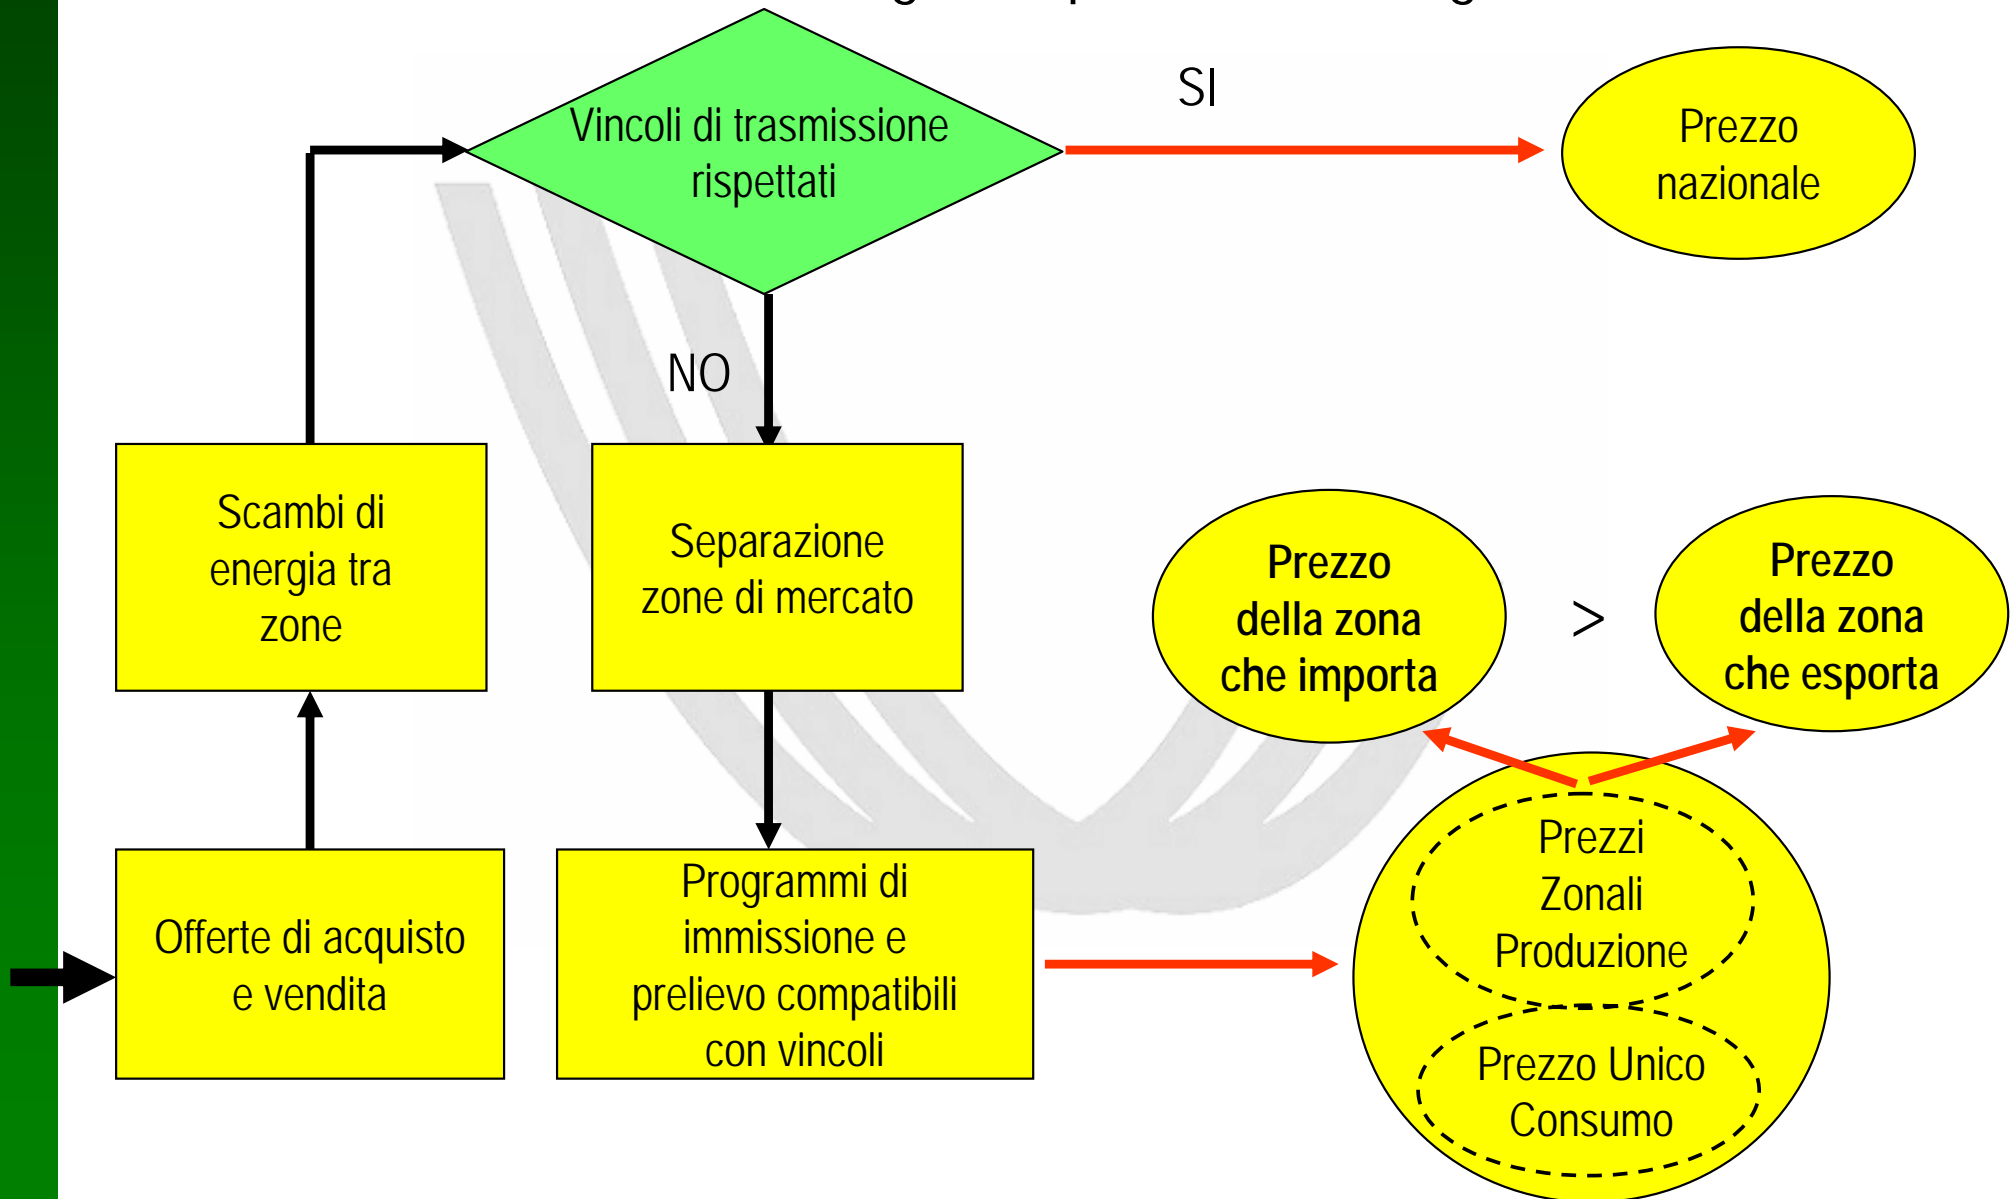 SI
Vincoli di trasmissione
rispettati
Prezzo
nazionale
NO
Scambi di
energia tra
zone
Separazione
zone di mercato
Prezzo
della zona
che importa
>
Prezzo
della zona
che esporta
Offerte di acquisto
e vendita
Programmi di
immissione e
prelievo compatibili
con vincoli
Prezzi
Zonali
Produzione
Prezzo Unico
Consumo